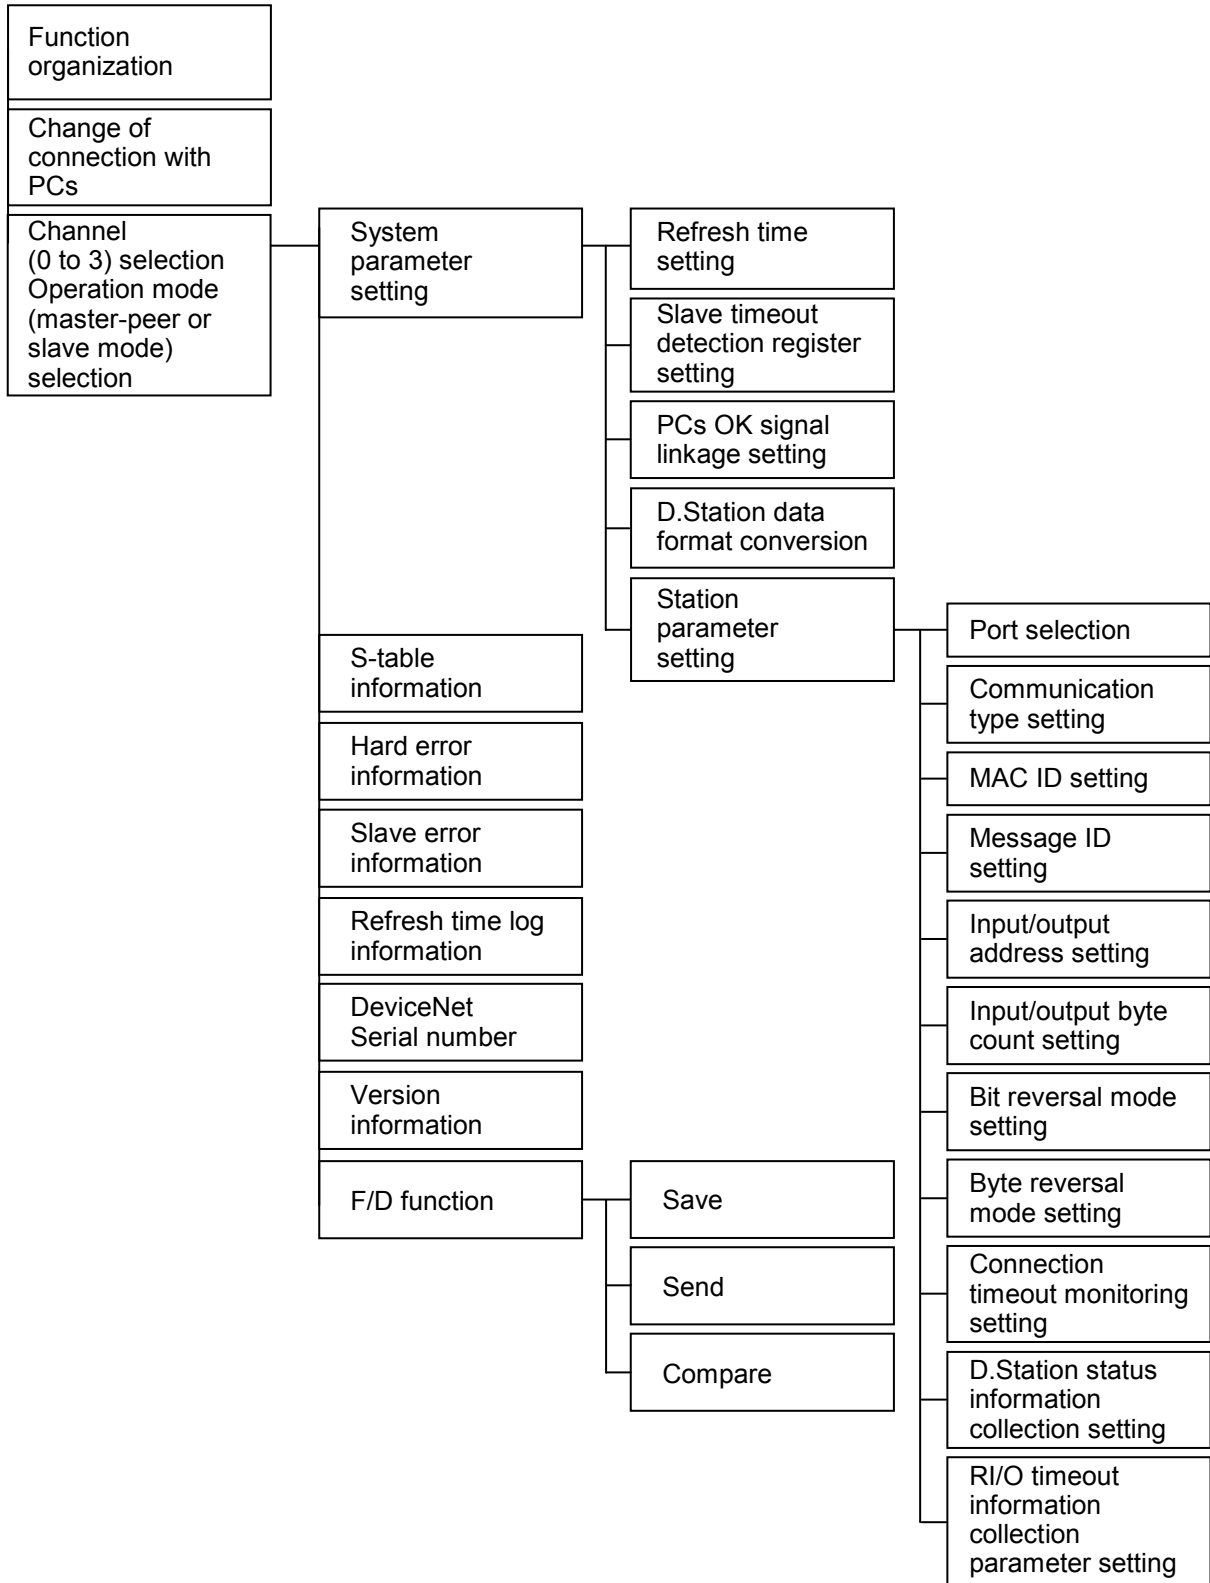 Function
organization
Change of
connection with
PCs
Channel
(0 to 3) selection
Operation mode
(master-peer or
slave mode)
selection
System
parameter
setting
Refresh time
setting
Slave timeout
detection register
setting
PCs OK signal
linkage setting
D.Station data
format conversion
Station
parameter
setting
Port selection
Communication
type setting
MAC ID setting
Message ID
setting
Input/output
address setting
Input/output byte
count setting
Bit reversal mode
setting
Byte reversal
mode setting
Connection
timeout monitoring
setting
D.Station status
information
collection setting
RI/O timeout
information
collection
parameter setting
S-table
information
Hard error
information
Slave error
information
Refresh time log
information
DeviceNet
Serial number
Version
information
F/D function
Save
Send
Compare